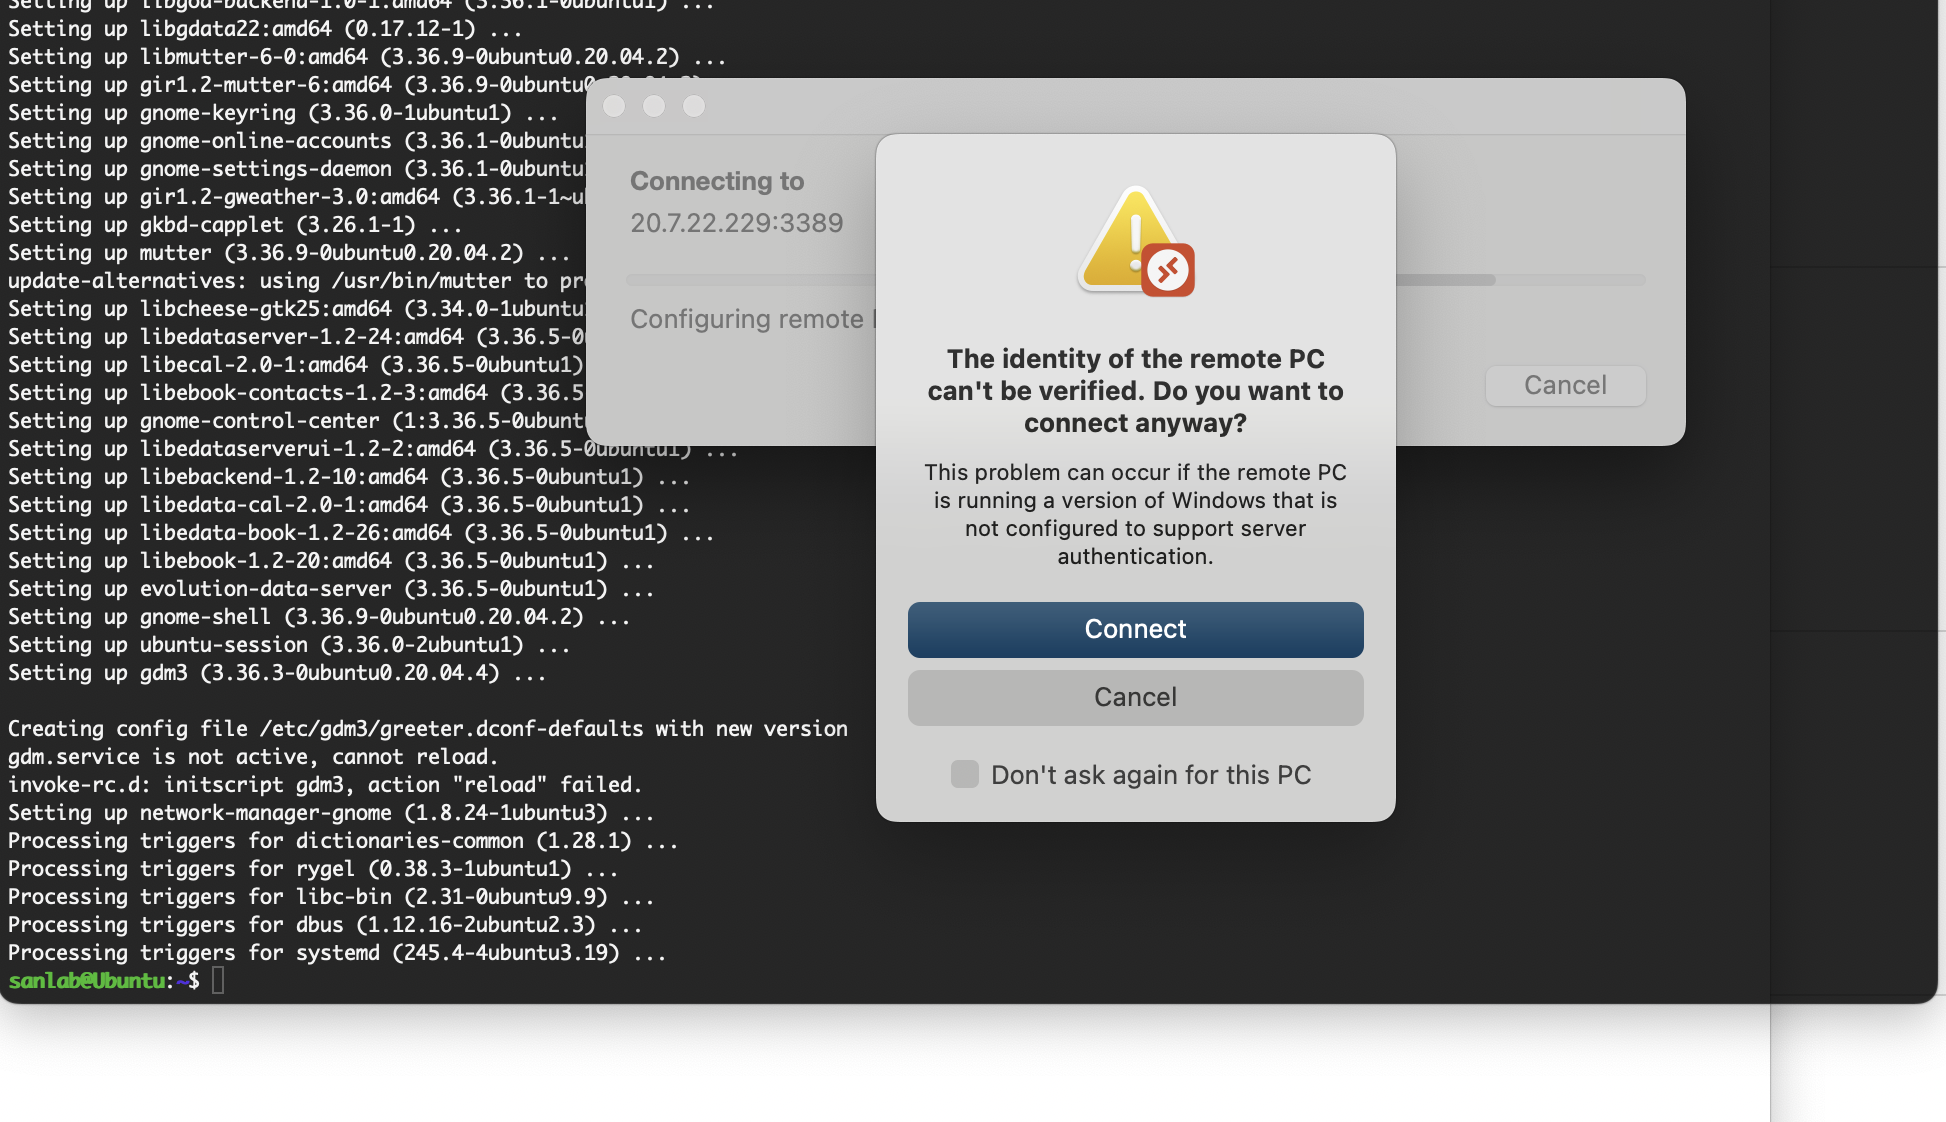 Setting up libgoa-backend-1.0-1:amd64 (3.36.1-0ubuntu1) ...
Setting up libgdata22:amd64 (0.17.12-1) ...
Setting up libmutter-6-0:amd64 (3.36.9-0ubuntu0.20.04.2) ...
Setting up gir1.2-mutter-6:amd64 (3.36.9-0ubuntu0.20.04.2)
Setting up gnome-keyring (3.36.0-1ubuntu1) ...
Setting up gnome-online-accounts (3.36.1-0ubuntu
Setting up gnome-settings-daemon (3.36.1-0ubuntu
Setting up gir1.2-gweather-3.0:amd64 (3.36.1-1~u
Setting up gkbd-capplet (3.26.1-1) ...
Setting up mutter (3.36.9-0ubuntu0.20.04.2) ...
update-alternatives: using /usr/bin/mutter to pr
Setting up libcheese-gtk25:amd64 (3.34.0-1ubuntu
Setting up libedataserver-1.2-24:amd64 (3.36.5-0
Setting up libecal-2.0-1:amd64 (3.36.5-0ubuntu1)
Setting up libebook-contacts-1.2-3:amd64 (3.36.5
Setting up gnome-control-center (1:3.36.5-0ubunt
Setting up libedataserverui-1.2-2:amd64 (3.36.5-0ubuntu1) ...
Setting up libebackend-1.2-10:amd64 (3.36.5-0ubuntu1) ...
Setting up libedata-cal-2.0-1:amd64 (3.36.5-0ubuntu1) ...
Setting up libedata-book-1.2-26:amd64 (3.36.5-0ubuntu1) ...
Setting up libebook-1.2-20:amd64 (3.36.5-0ubuntu1) ...
Setting up evolution-data-server (3.36.5-0ubuntu1) ...
Setting up gnome-shell (3.36.9-0ubuntu0.20.04.2) ...
Setting up ubuntu-session (3.36.0-2ubuntu1) ...
Setting up gdm3 (3.36.3-0ubuntu0.20.04.4) ...
Creating config file /etc/gdm3/greeter.dconf-defaults with new version
gdm.service is not active, cannot reload.
invoke-rc.d: initscript gdm3, action "reload" failed.
Setting up network-manager-gnome (1.8.24-1ubuntu3) ...
Processing triggers for dictionaries-common (1.28.1) ...
Processing triggers for rygel (0.38.3-1ubuntu1) ...
Processing triggers for libc-bin (2.31-0ubuntu9.9) ...
Processing triggers for dbus (1.12.16-2ubuntu2.3) ...
Processing triggers for systemd (245.4-4ubuntu3.19) ...
sanlab@Ubuntu:~$
Connecting to
20.7.22.229:3389
Configuring remote
Cancel
The identity of the remote PC
can't be verified. Do you want to
connect anyway?
This problem can occur if the remote PC
is running a version of Windows that is
not configured to support server
authentication.
Connect
Cancel
Don't ask again for this PC